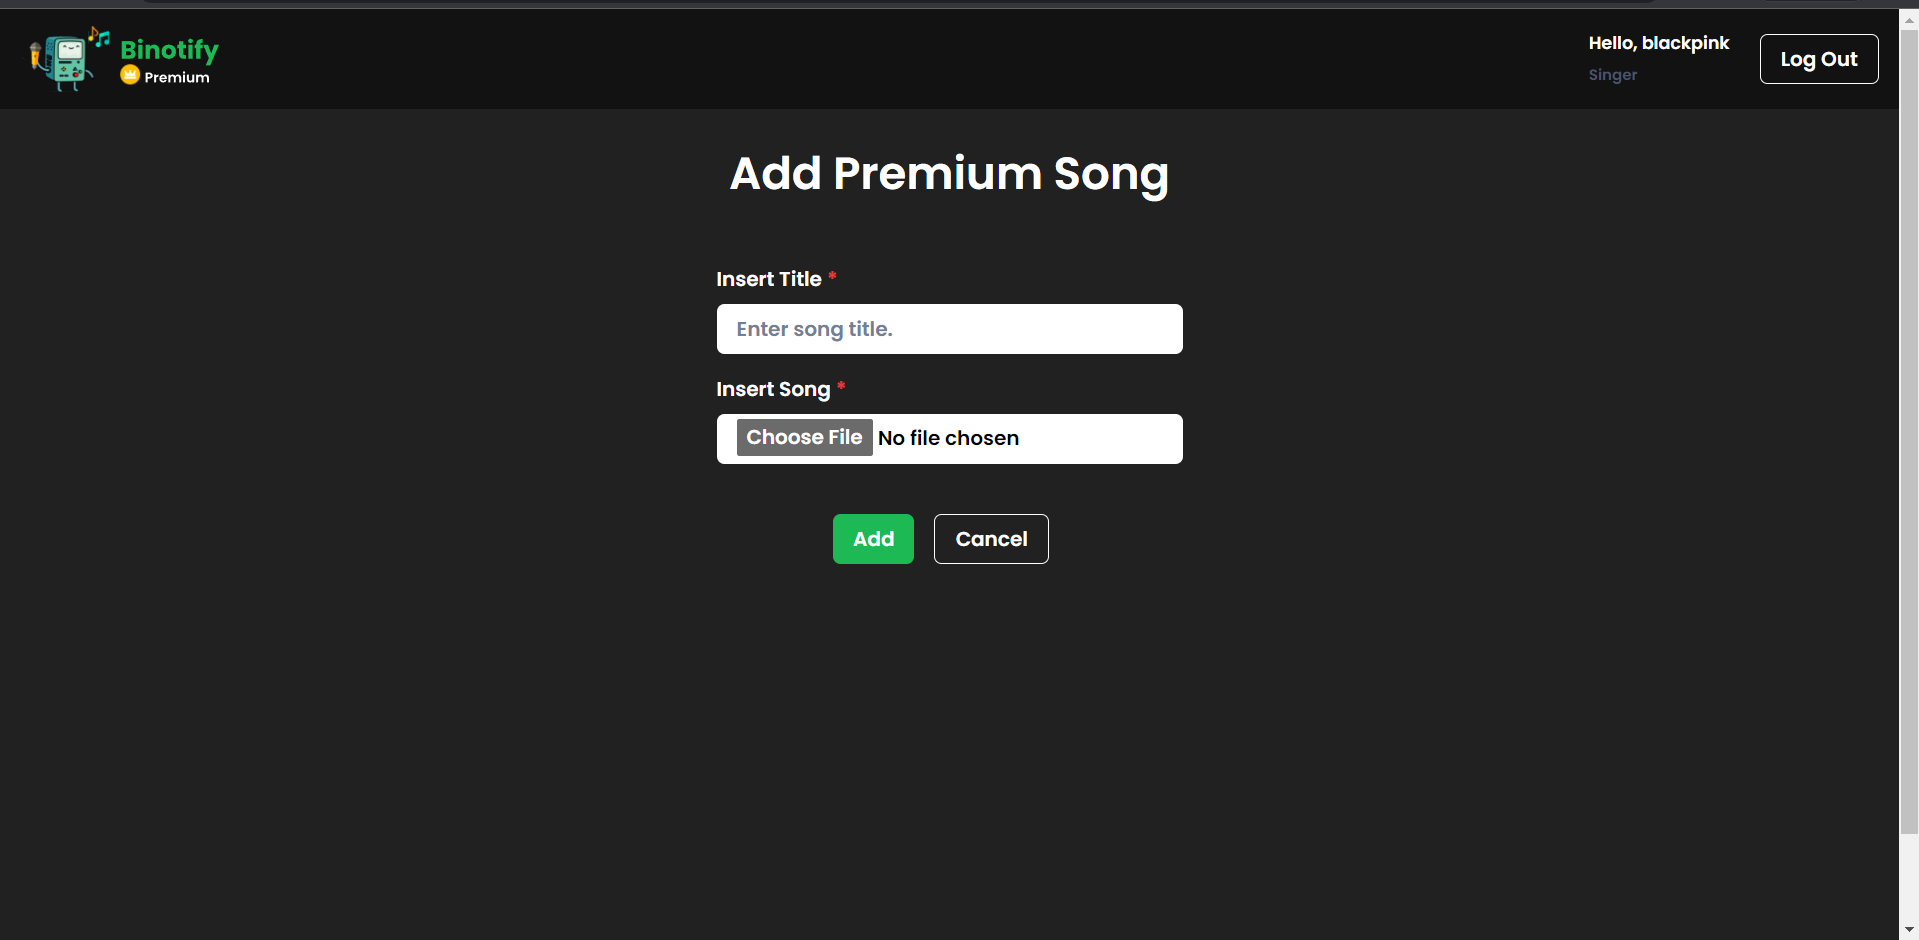 Binotify
Premium
Hello, blackpink
Singer
Log Out
Add Premium Song
Insert Title *
Enter song title.
Insert Song *
Choose File No file chosen
Add
Cancel